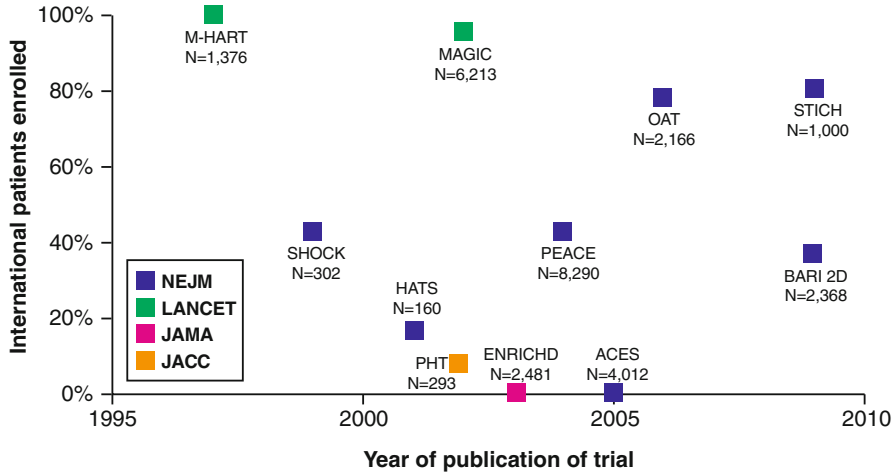 International patients enrolled
100%
80%
60%
40%
20%
0%
M-HART
N=1,376
MAGIC
N=6,213
OAT
N=2,166
STICH
N=1,000
SHOCK
N=302
PEACE
N=8,290
BARI 2D
N=2,368
HATS
N=160
PHT
N=293
ENRICHD
N=2,481
ACES
N=4,012
NEJM
LANCET
JAMA
JACC
1995 2000 2005 2010
Year of publication of trial